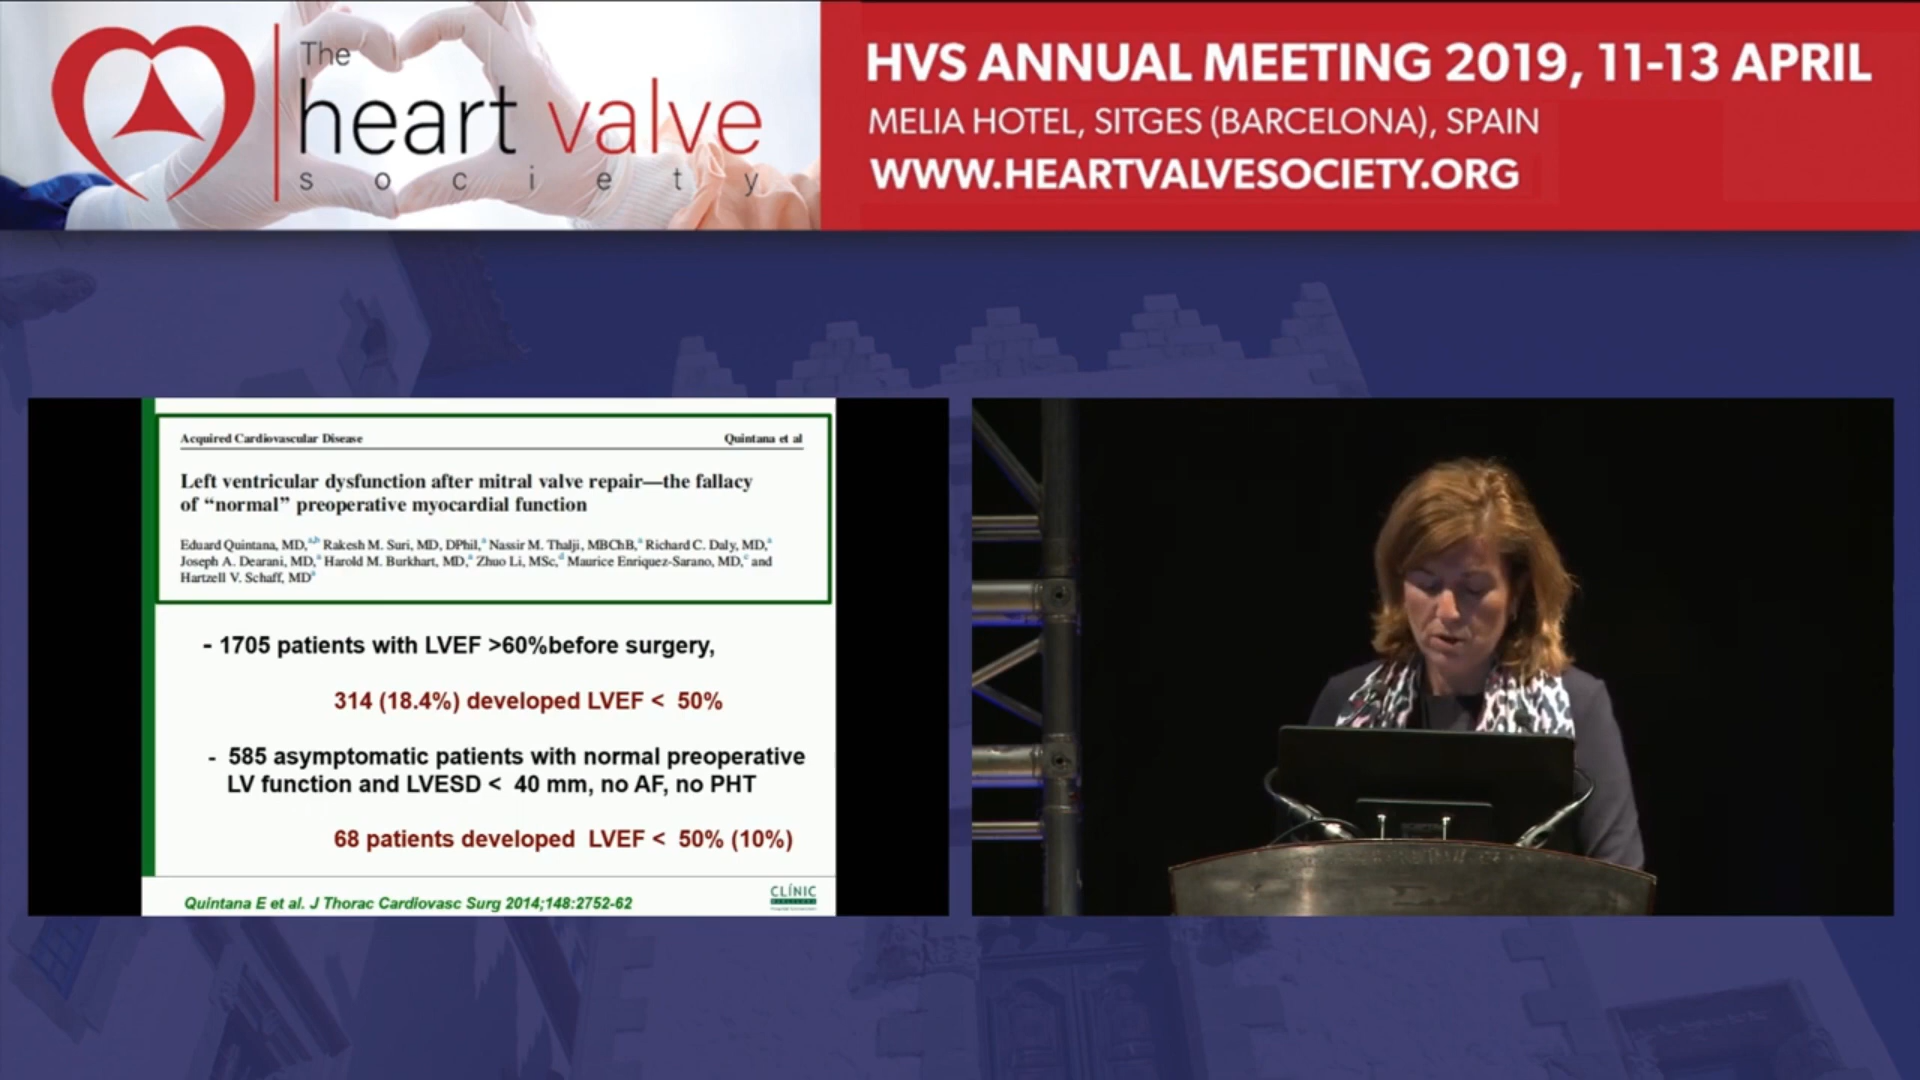 The
heart valve
society
HVS ANNUAL MEETING 2019, 11-13 APRIL
MELIA HOTEL, SITGES (BARCELONA), SPAIN
WWW.HEARTVALVESOCIETY.ORG
Acquired Cardiovascular Disease Quintana et al
Left ventricular dysfunction after mitral valve repair—the fallacy
of “normal” preoperative myocardial function
Eduard Quintana, MD,a,b Rakesh M. Suri, MD, DPhil,a Nassir M. Thalji, MBChB,a Richard C. Daly, MD,a
Joseph A. Dearani, MD,a Harold M. Burkhart, MD,a Zhuo Li, MSc,d Maurice Enriquez-Sarano, MD,c and
Hartzell V. Schaff, MDa
- 1705 patients with LVEF >60%before surgery,
314 (18.4%) developed LVEF < 50%
- 585 asymptomatic patients with normal preoperative
LV function and LVESD < 40 mm, no AF, no PHT
68 patients developed LVEF < 50% (10%)
Quintana E et al. J Thorac Cardiovasc Surg 2014;148:2752-62
CLÍNIC